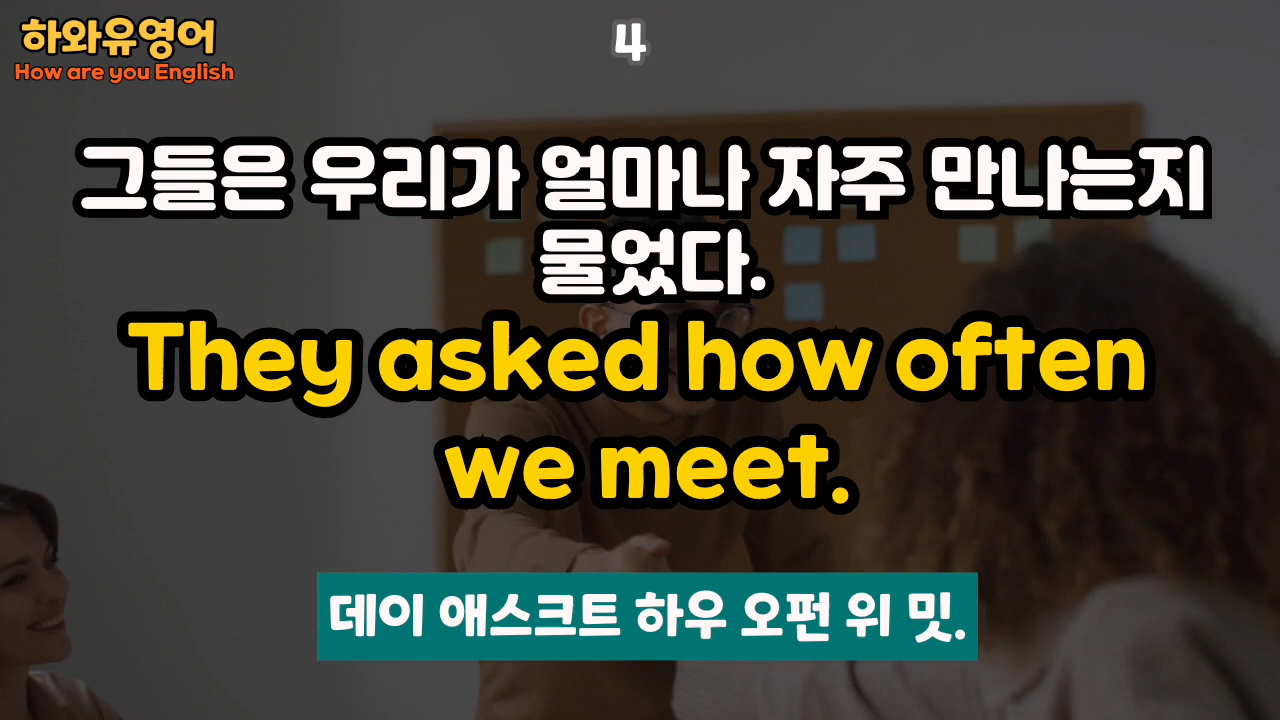 하와유영어
How are you English
4
그들은 우리가 얼마나 자주 만나는지
물었다.
They asked how often
we meet.
데이 애스크트 하우 오펀 위 밋.